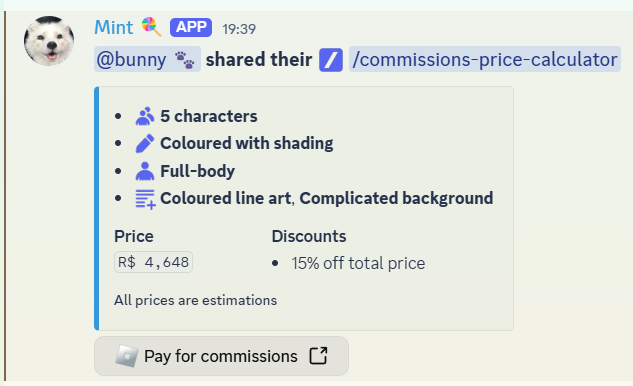 Mint APP 19:39
@bunny shared their /commissions-price-calculator
5 characters
Coloured with shading
Full-body
Coloured line art, Complicated background
Price Discounts
R$ 4,648 15% off total price
All prices are estimations
Pay for commissions